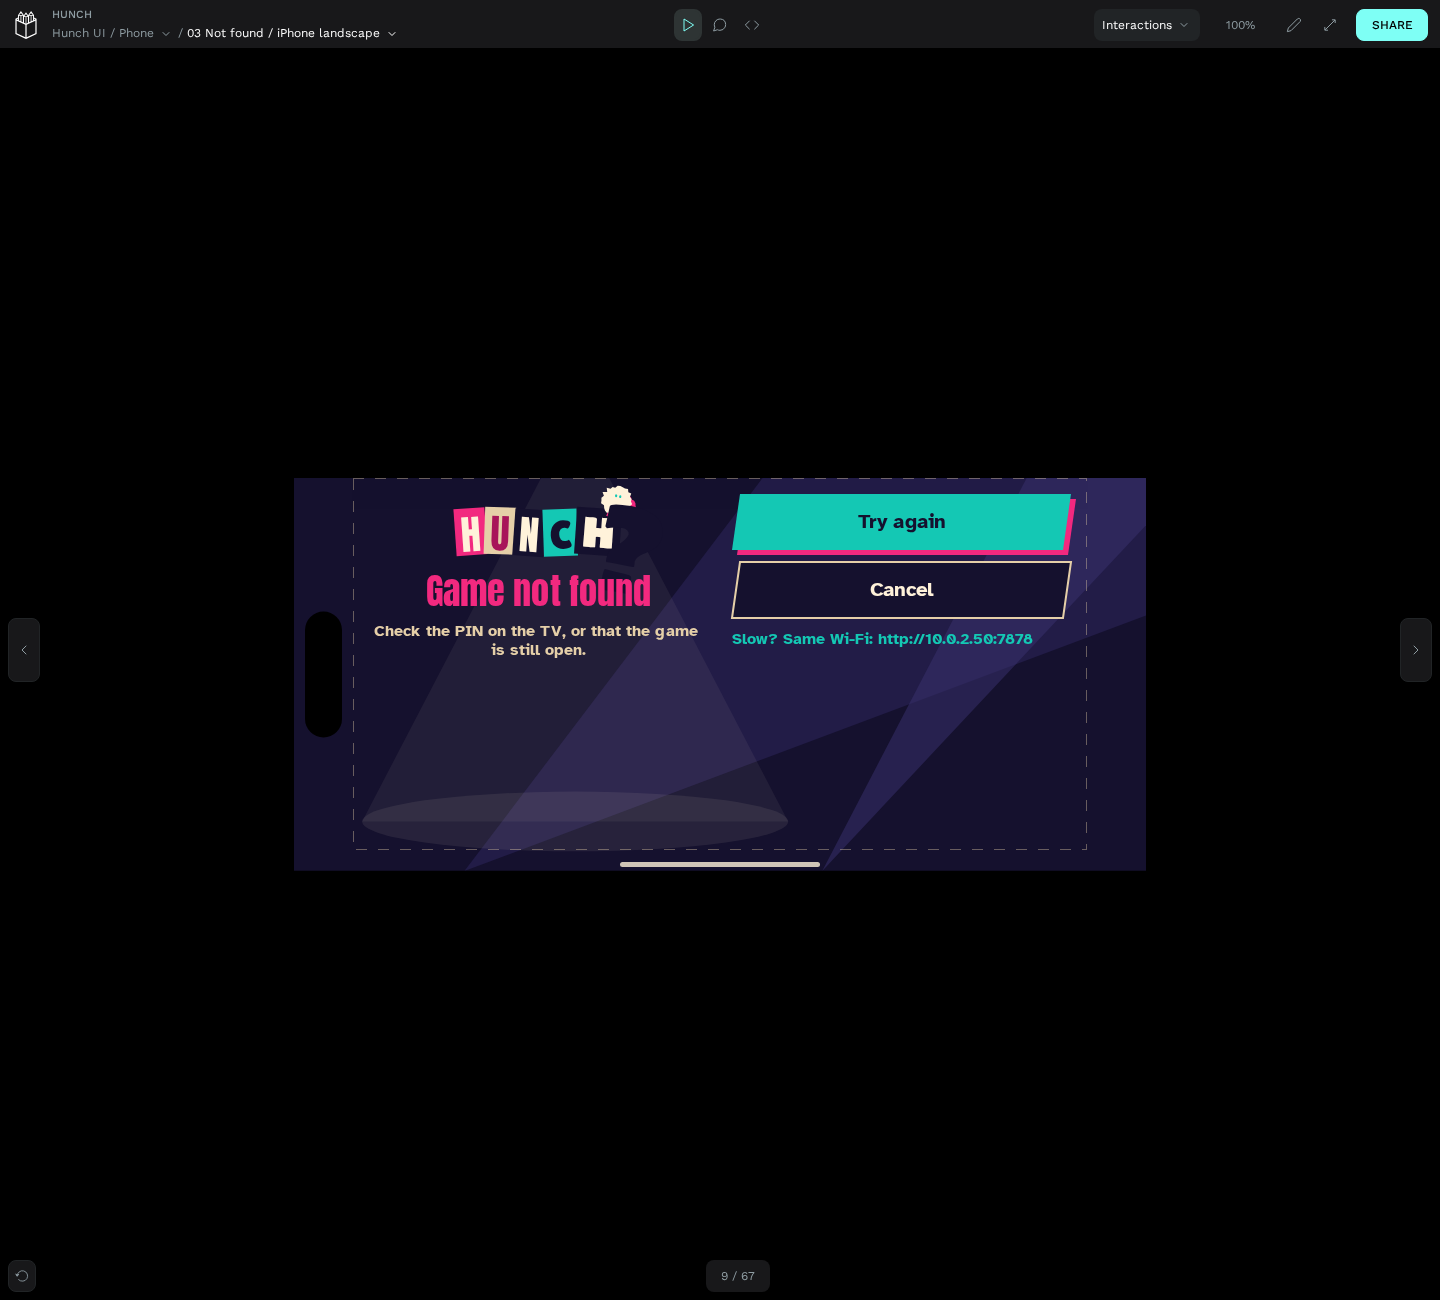 HUNCH
Hunch UI / Phone / 03 Not found / iPhone landscape
Interactions
100%
SHARE
HUNCH
Game not found
Check the PIN on the TV, or that the game
is still open.
Try again
Cancel
Slow? Same Wi-Fi: http://10.0.2.50:7878
9 / 67